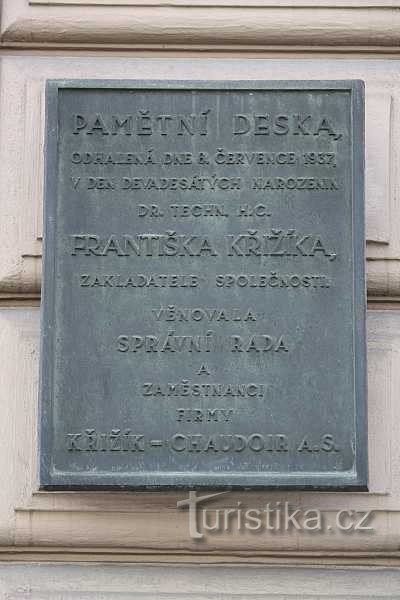 PAMĚTNÍ DESKA,
ODHALENÁ DNE 8. ČERVENCE 1937,
V DEN DEVADESÁTÝCH NAROZENIN
DR. TECHN. H.C.
FRANTIŠKA KŘIŽÍKA,
ZAKLADATELE SPOLEČNOSTI.
VĚNOVALA
SPRÁVNÍ RADA
A
ZAMĚSTNANCI
FIRMY
KŘIŽÍK = CHAUDOIR A.S.
turistika.cz